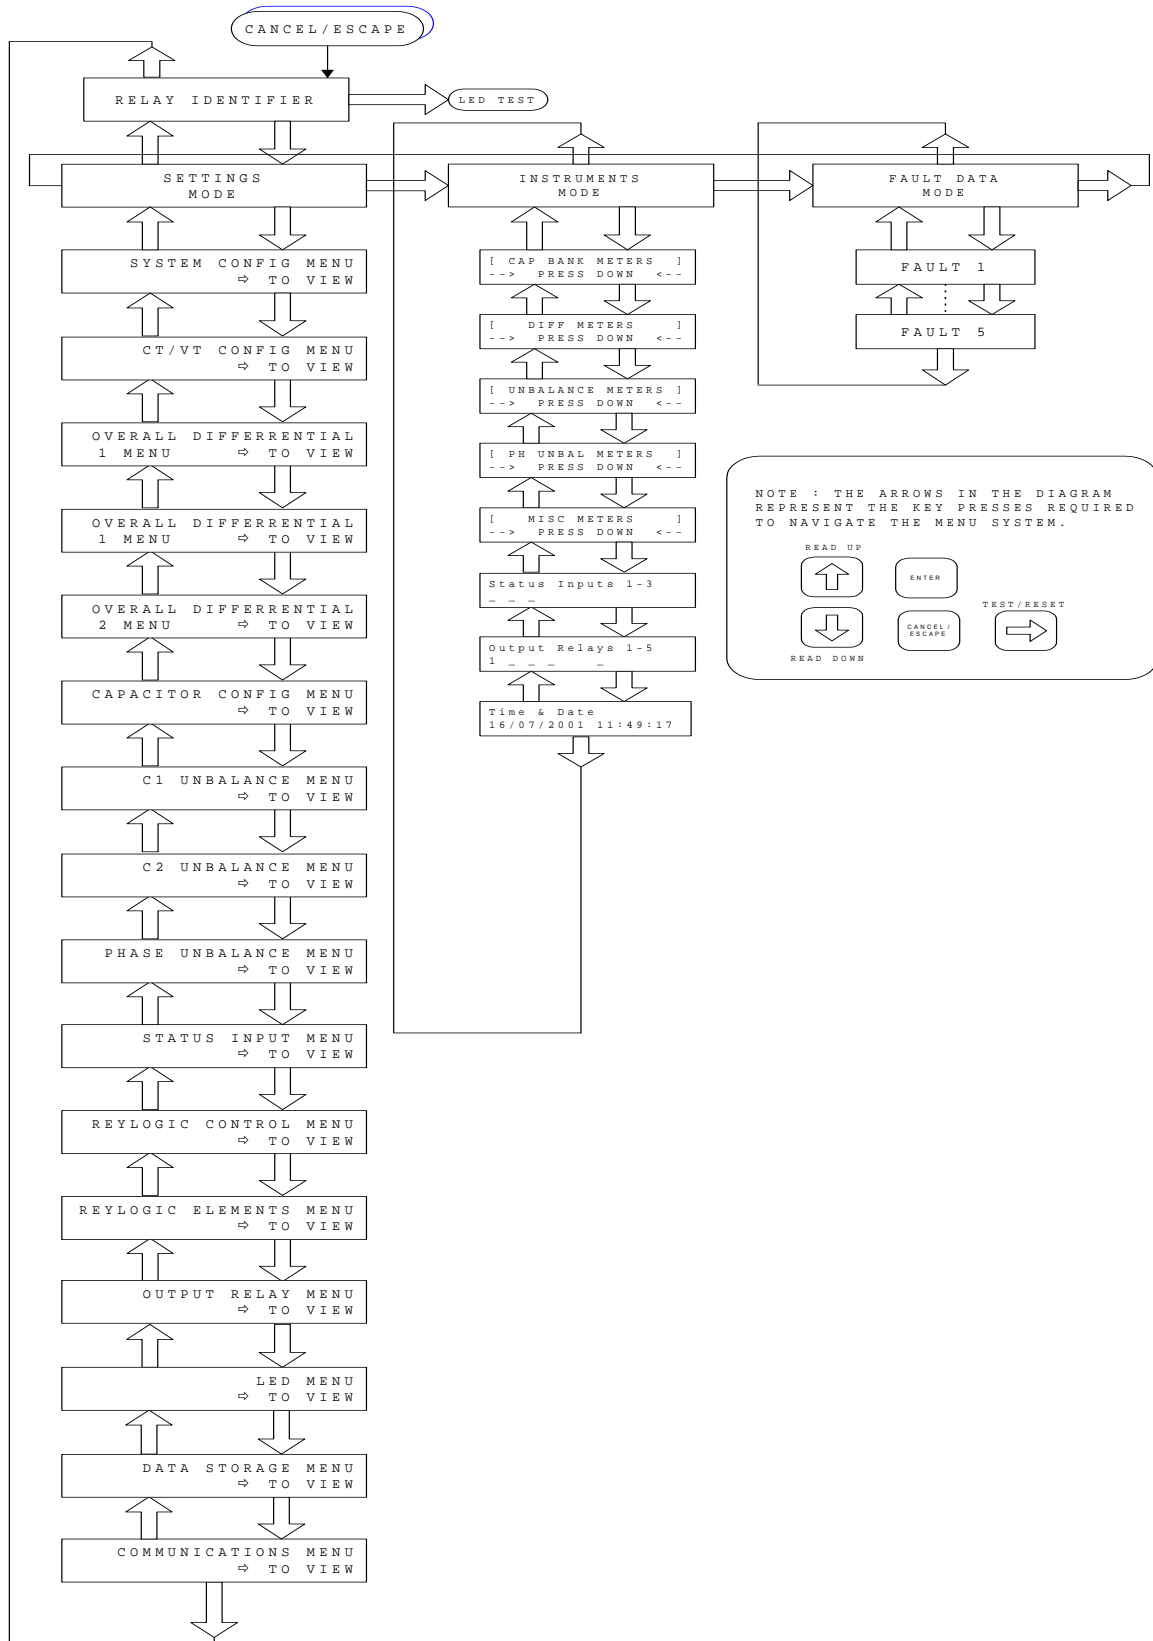 CANCEL/ESCAPE
RELAY IDENTIFIER
LED TEST
SETTINGS
MODE
INSTRUMENTS
MODE
FAULT DATA
MODE
SYSTEM CONFIG MENU
⇨ TO VIEW
CT/VT CONFIG MENU
⇨ TO VIEW
OVERALL DIFFERRENTIAL
1 MENU ⇨ TO VIEW
OVERALL DIFFERRENTIAL
1 MENU ⇨ TO VIEW
OVERALL DIFFERRENTIAL
2 MENU ⇨ TO VIEW
CAPACITOR CONFIG MENU
⇨ TO VIEW
C1 UNBALANCE MENU
⇨ TO VIEW
C2 UNBALANCE MENU
⇨ TO VIEW
PHASE UNBALANCE MENU
⇨ TO VIEW
STATUS INPUT MENU
⇨ TO VIEW
REYLOGIC CONTROL MENU
⇨ TO VIEW
REYLOGIC ELEMENTS MENU
⇨ TO VIEW
OUTPUT RELAY MENU
⇨ TO VIEW
LED MENU
⇨ TO VIEW
DATA STORAGE MENU
⇨ TO VIEW
COMMUNICATIONS MENU
⇨ TO VIEW
[ CAP BANK METERS ]
--> PRESS DOWN <--
[ DIFF METERS ]
--> PRESS DOWN <--
[ UNBALANCE METERS ]
--> PRESS DOWN <--
[ PH UNBAL METERS ]
--> PRESS DOWN <--
[ MISC METERS ]
--> PRESS DOWN <--
Status Inputs 1-3
_ _ _
Output Relays 1-5
1 _ _ _ _
Time & Date
16/07/2001 11:49:17
FAULT 1
FAULT 5
NOTE : THE ARROWS IN THE DIAGRAM
REPRESENT THE KEY PRESSES REQUIRED
TO NAVIGATE THE MENU SYSTEM.
READ UP
ENTER
READ DOWN
CANCEL/
ESCAPE
TEST/RESET